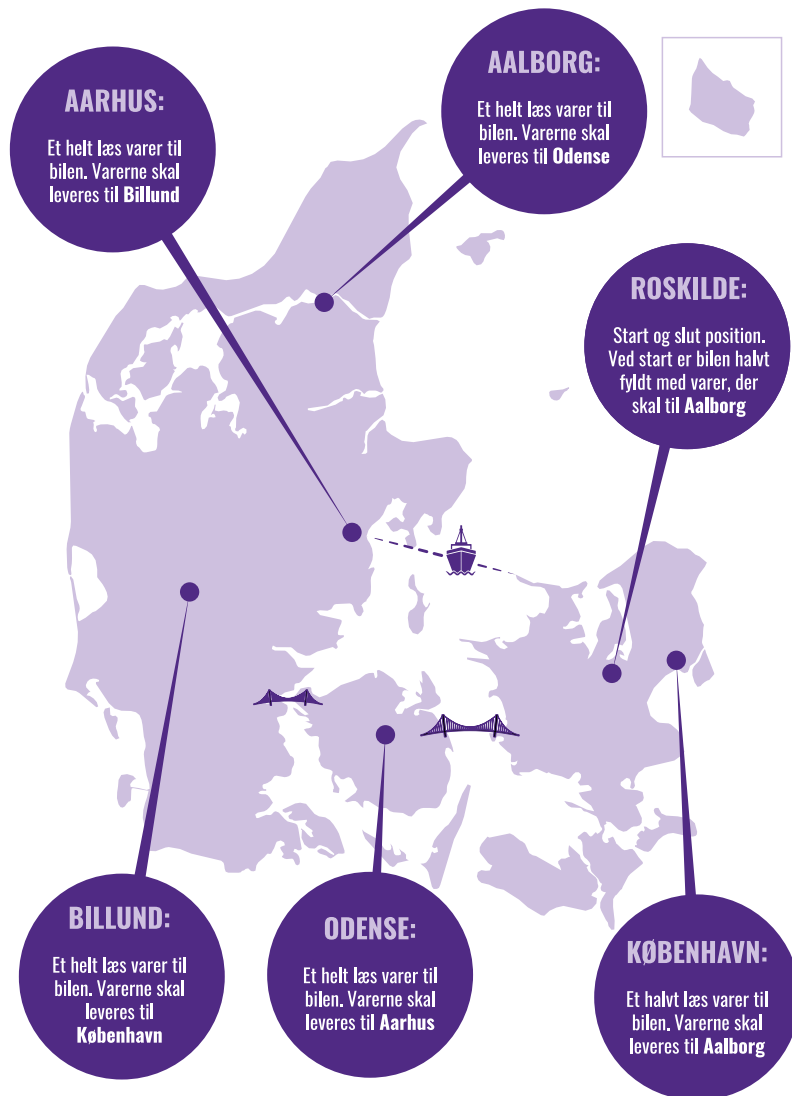 AARHUS:
Et helt læs varer til
bilen. Varerne skal
leveres til Billund
AALBORG:
Et helt læs varer til
bilen. Varerne skal
leveres til Odense
ROSKILDE:
Start og slut position.
Ved start er bilen halvt
fyldt med varer, der
skal til Aalborg
BILLUND:
Et helt læs varer til
bilen. Varerne skal
leveres til
København
ODENSE:
Et helt læs varer til
bilen. Varerne skal
leveres til Aarhus
KØBENHAVN:
Et halvt læs varer til
bilen. Varerne skal
leveres til Aalborg